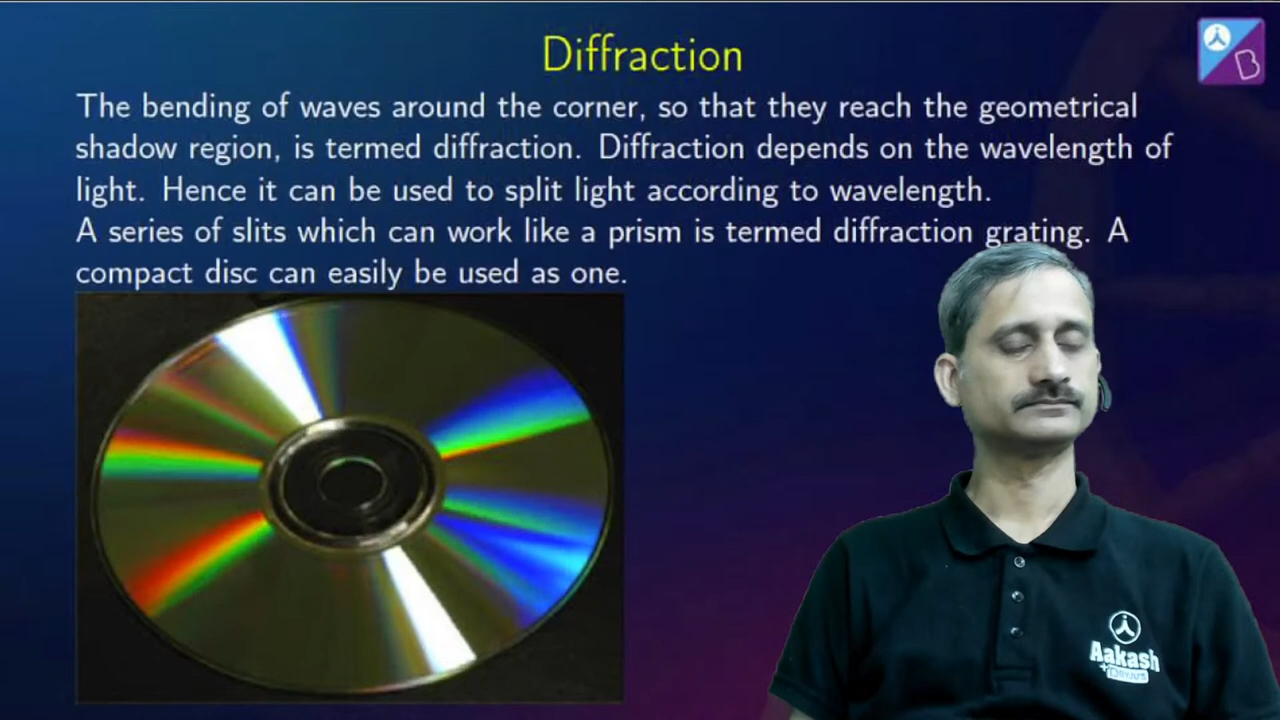 Diffraction
The bending of waves around the corner, so that they reach the geometrical
shadow region, is termed diffraction. Diffraction depends on the wavelength of
light. Hence it can be used to split light according to wavelength.
A series of slits which can work like a prism is termed diffraction grating. A
compact disc can easily be used as one.
B
Aakash
+BYJU'S